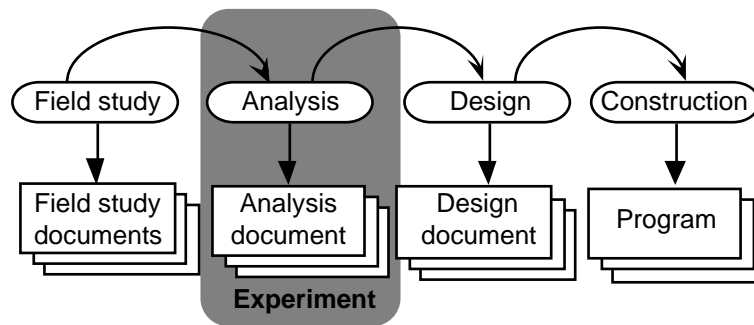 Field study
Analysis
Design
Construction
Field study
documents
Analysis
document
Design
document
Program
Experiment